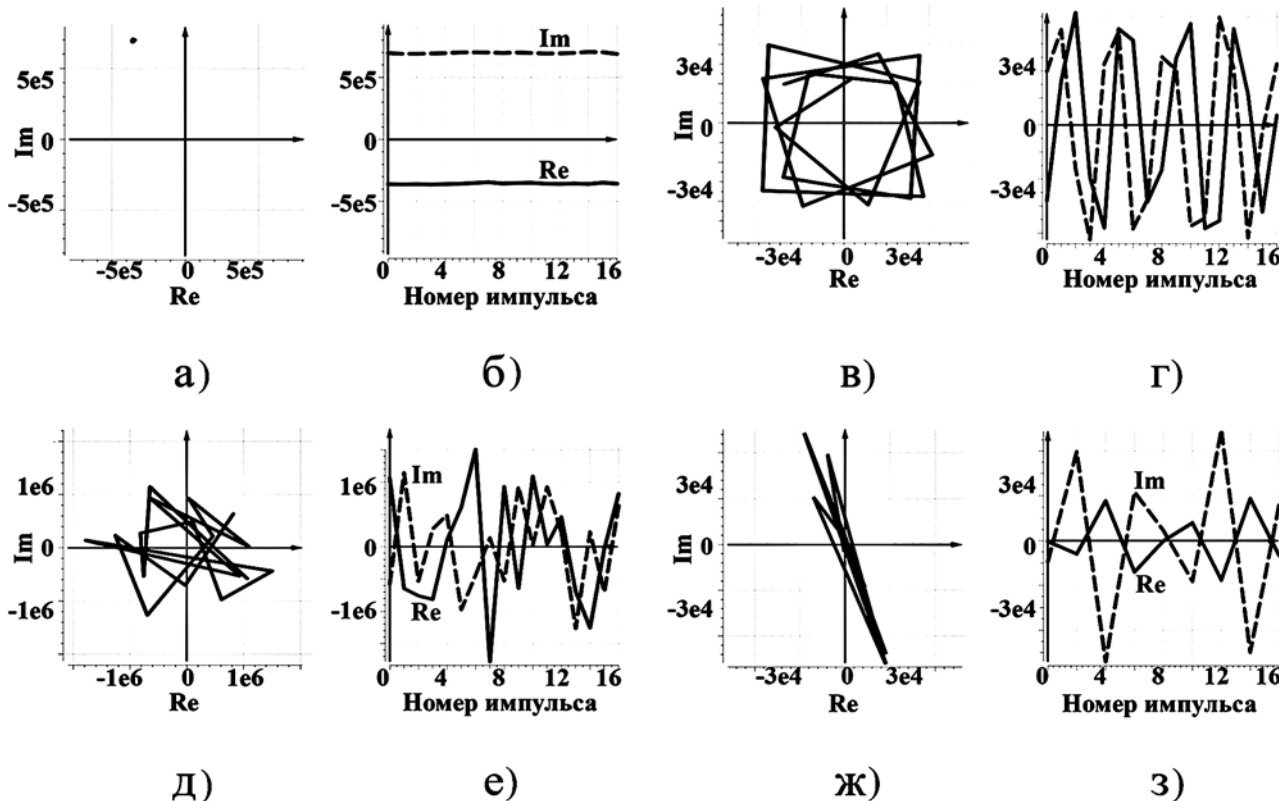 Im
5e5
0
-5e5
-5e5
0
5e5
Re
а)
Im
5e5
0
Re
-5e5
0
4
8
12
16
Номер импульса
б)
Im
3e4
0
-3e4
-3e4
0
3e4
Re
в)
3e4
0
-3e4
0
4
8
12
16
Номер импульса
г)
Im
1e6
0
-1e6
-1e6
0
1e6
Re
д)
Im
1e6
0
Re
-1e6
0
4
8
12
16
Номер импульса
е)
Im
3e4
0
-3e4
-3e4
0
3e4
Re
ж)
Im
3e4
0
Re
-3e4
0
4
8
12
16
Номер импульса
з)